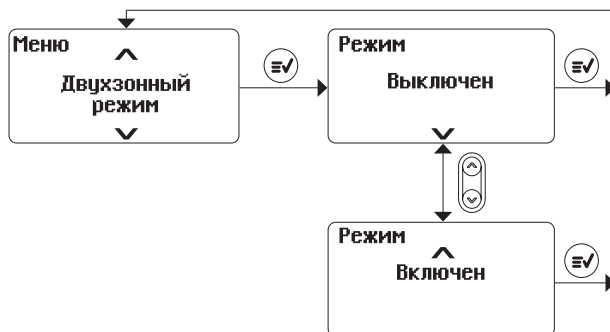 Меню
Двухзонный
режим
Режим
Выключен
Режим
Включен